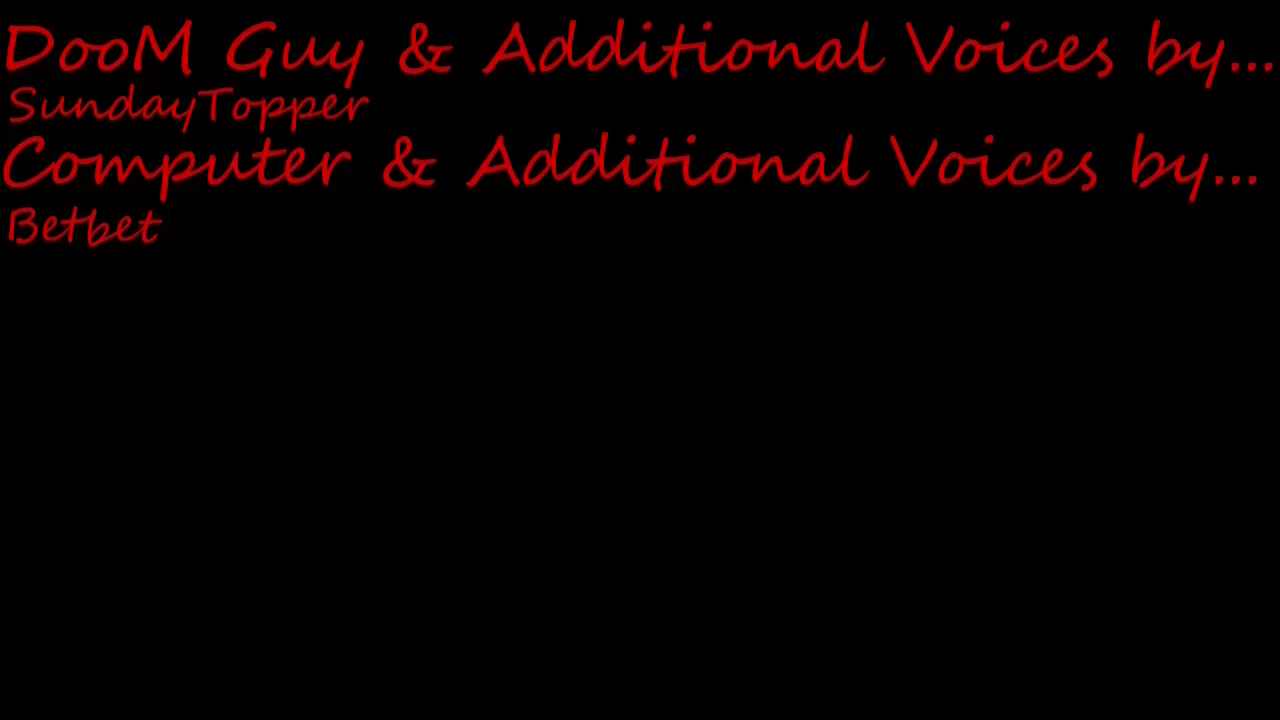 DooM Guy & Additional Voices by...
SundayTopper
Computer & Additional Voices by...
Betbet